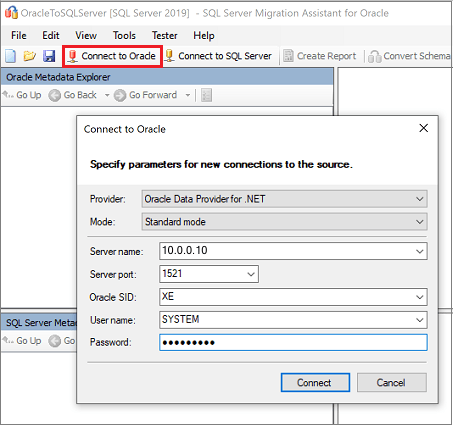 OracleToSQLServer [SQL Server 2019] - SQL Server Migration Assistant for Oracle
File Edit View Tools Tester Help
Connect to Oracle Connect to SQL Server Create Report Convert Schema
Oracle Metadata Explorer
Go Up Go Back Go Forward
Connect to Oracle
Specify parameters for new connections to the source.
Provider: Oracle Data Provider for .NET
Mode: Standard mode
Server name: 10.0.0.10
Server port: 1521
Oracle SID: XE
User name: SYSTEM
Password: ●●●●●●●●●
Connect Cancel
SQL Server Meta
Go Up Go